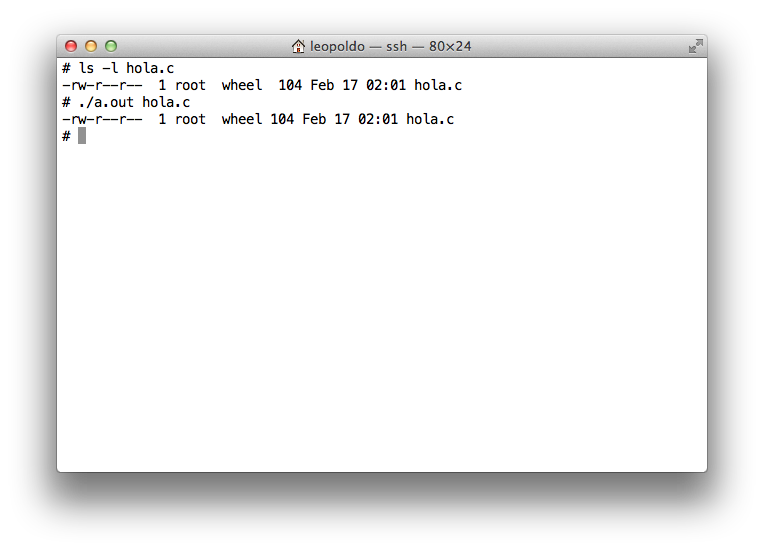 leopoldo — ssh — 80×24
# ls -l hola.c
-rw-r--r--  1 root  wheel  104 Feb 17 02:01 hola.c
# ./a.out hola.c
-rw-r--r--  1 root  wheel 104 Feb 17 02:01 hola.c
#